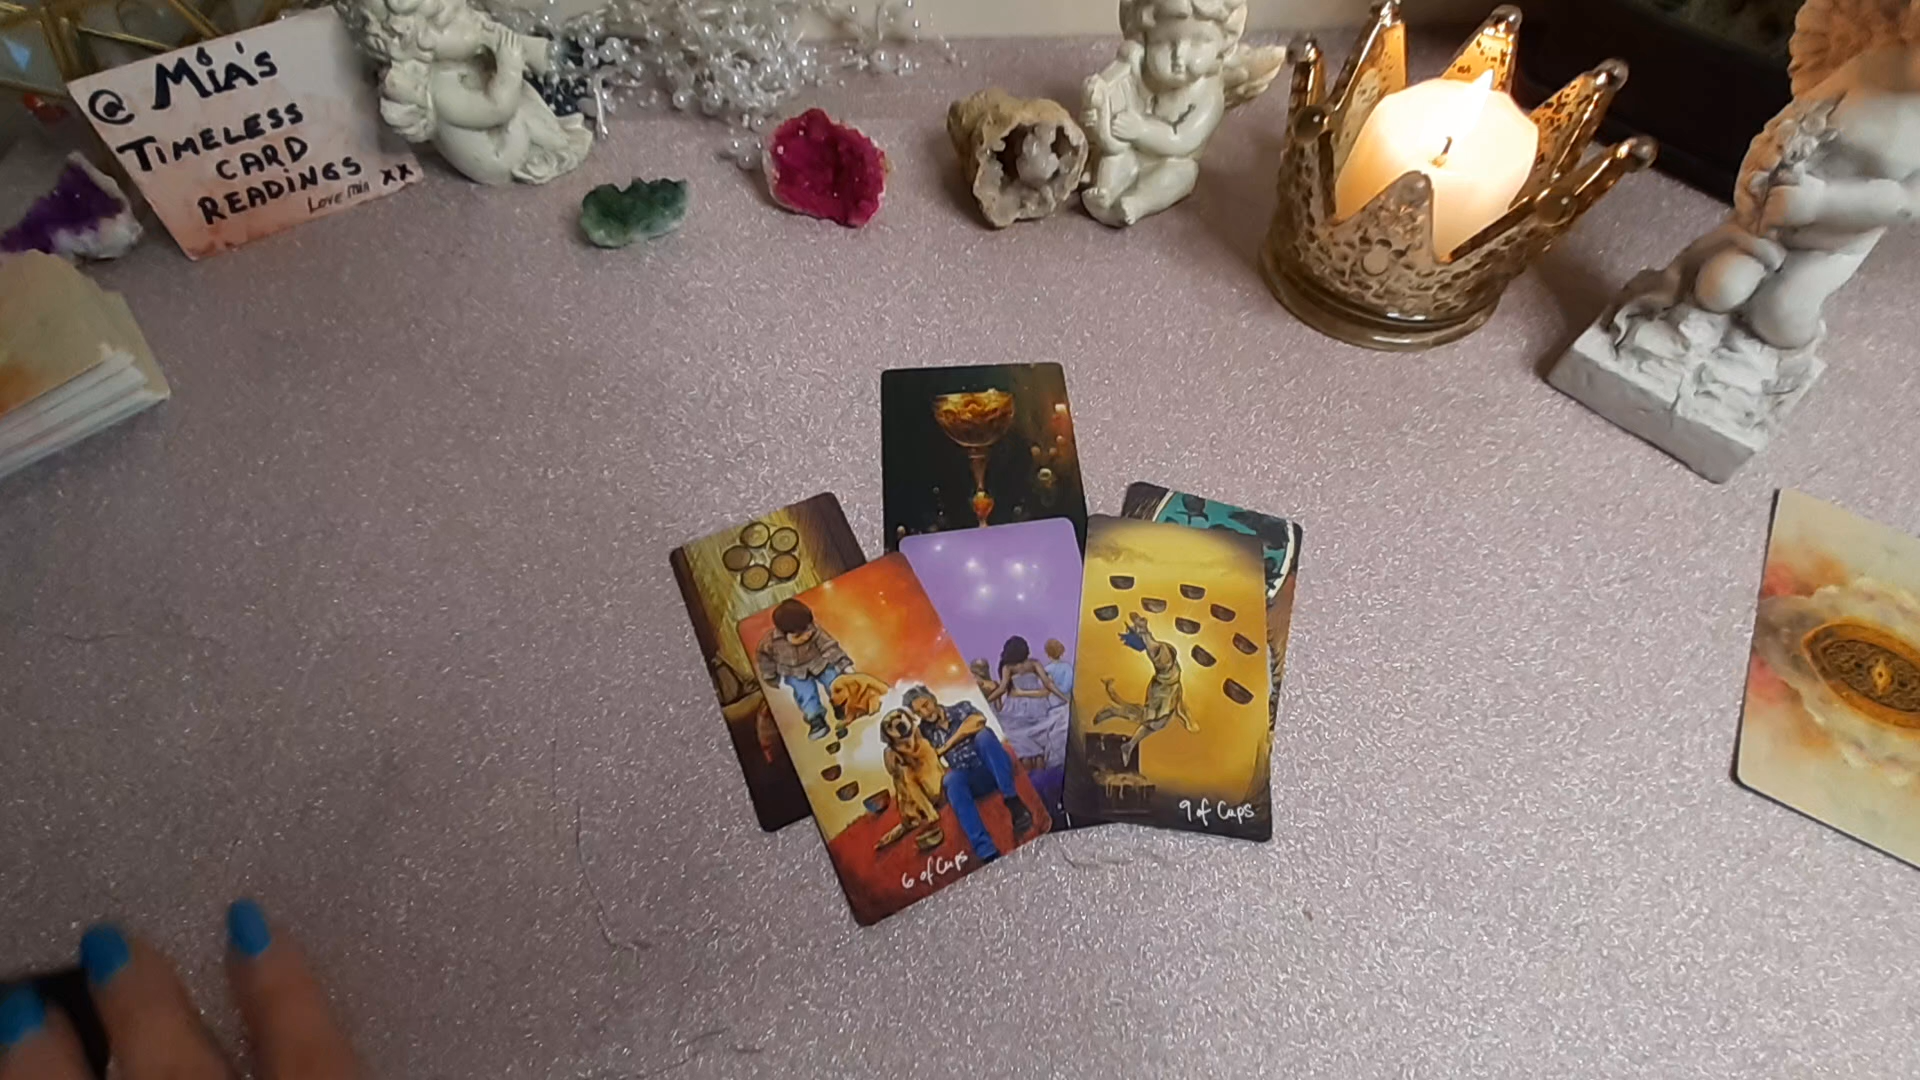 @ MiA's
TiMELESS
CARD
READiNGS
Love Mia xx
6 of Cups
9 of Cups